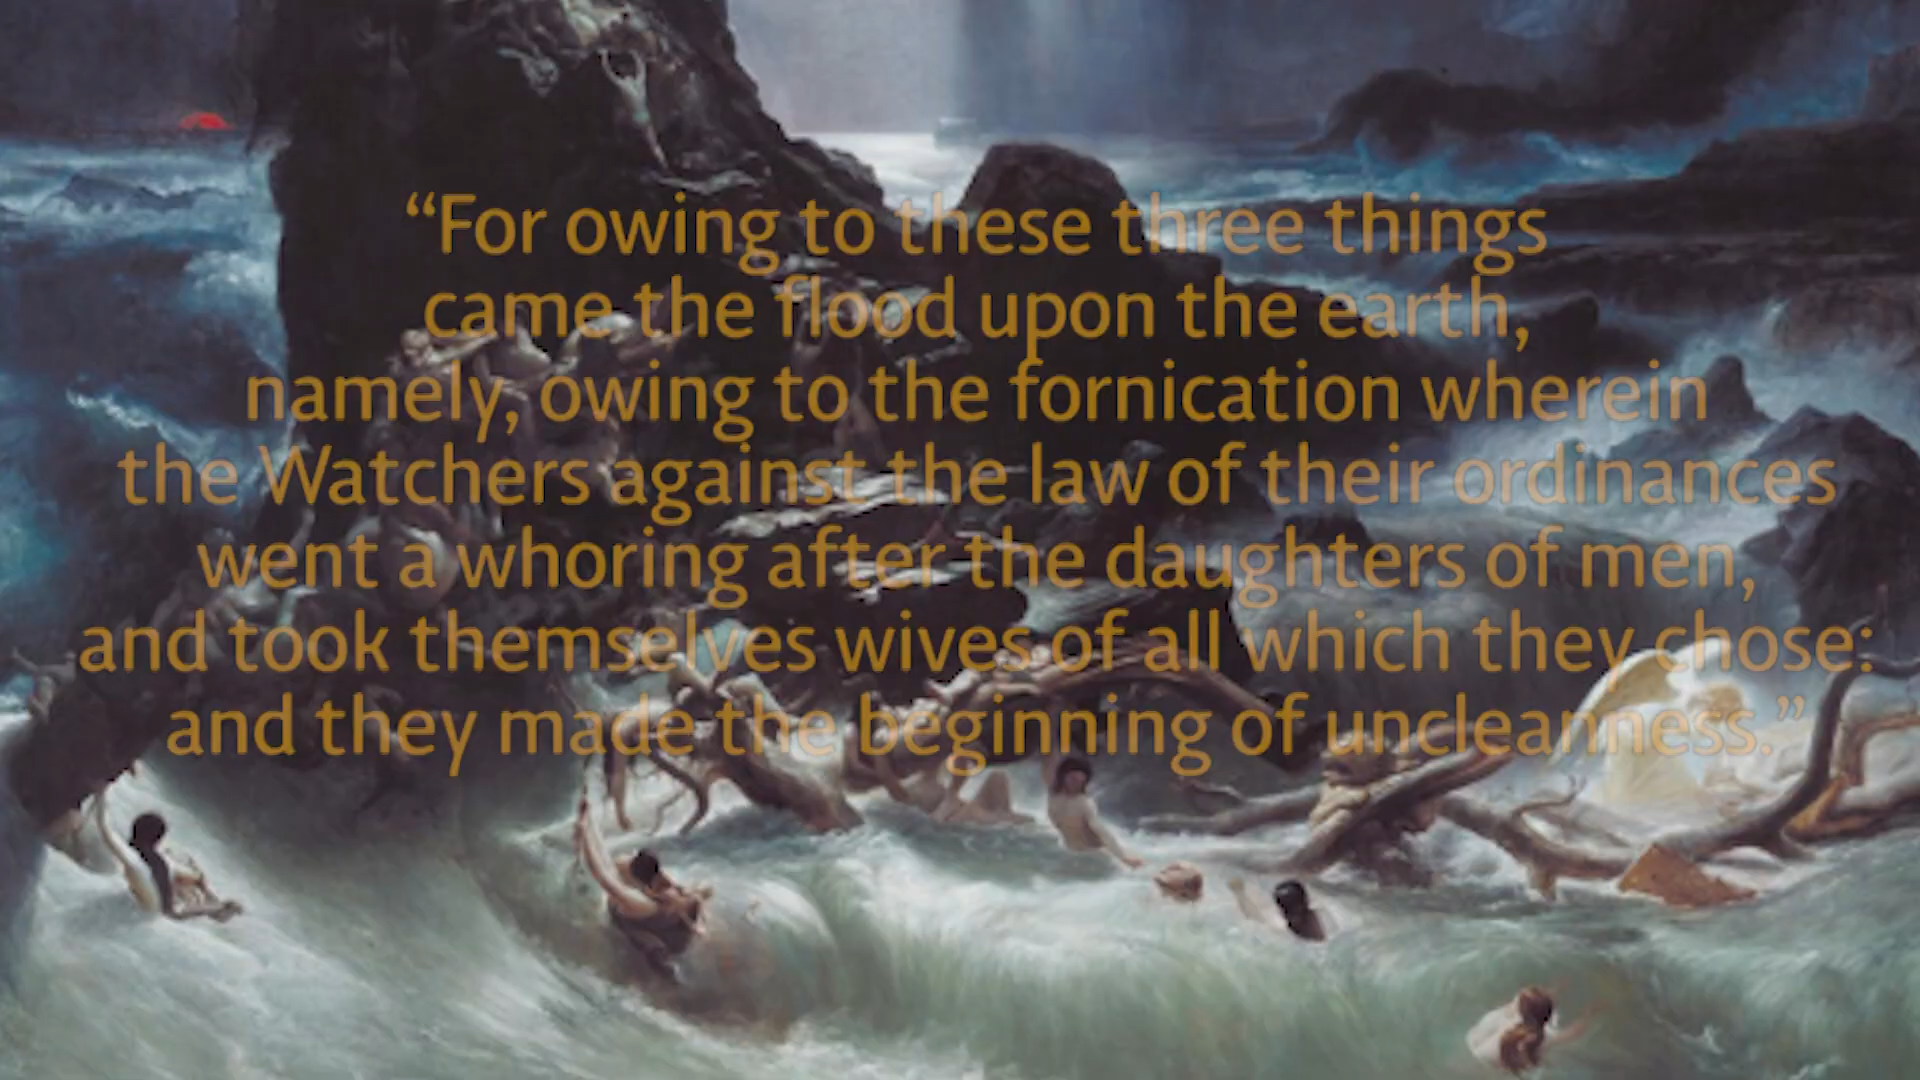 “For owing to these three things
came the flood upon the earth,
namely, owing to the fornication wherein
the Watchers against the law of their ordinances
went a whoring after the daughters of men,
and took themselves wives of all which they chose:
and they made the beginning of uncleanness.”